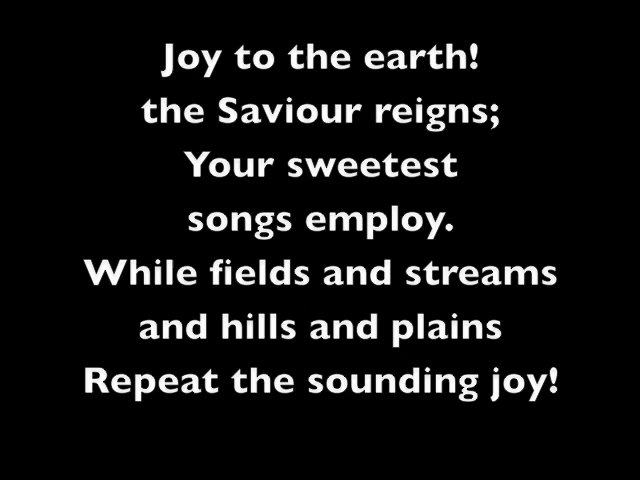 Joy to the earth!
the Saviour reigns;
Your sweetest
songs employ.
While fields and streams
and hills and plains
Repeat the sounding joy!